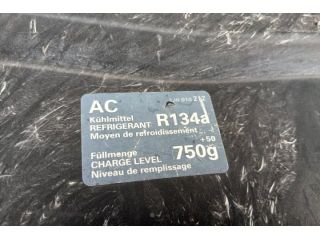 AC
Kühlmittel
REFRIGERANT R134a
Moyen de refroidissement
+50
Füllmenge
CHARGE LEVEL 750g
Niveau de remplissage